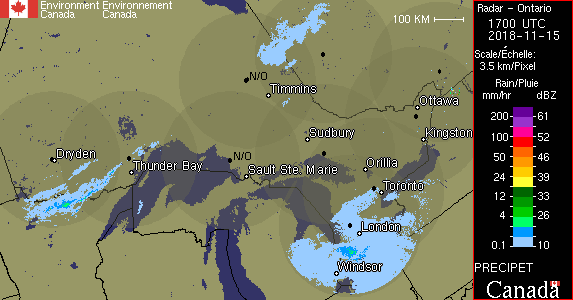 Environment Environnement
Canada Canada
100 KM
N/O
Timmins
Ottawa
Sudbury
Kingston
Dryden
N/O
Thunder Bay
Sault Ste. Marie
Orillia
Toronto
London
Windsor
Radar - Ontario
1700 UTC
2018-11-15
Scale/Échelle:
3.5 km/Pixel
Rain/Pluie
mm/hr dBZ
200 61
100 52
50 46
24 39
12 33
4 26
0.1 10
PRECIPET
Canada